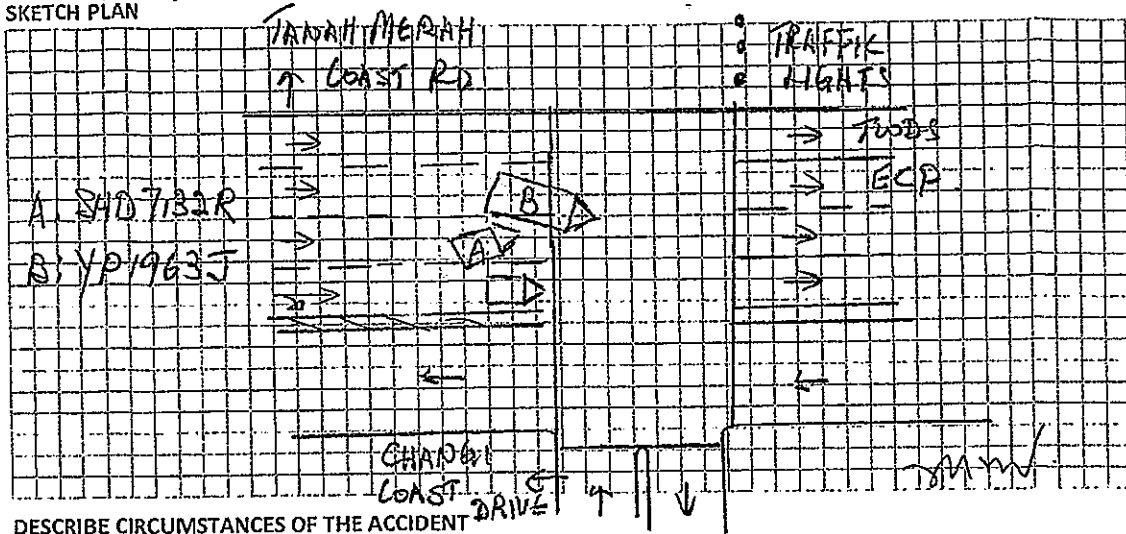 SKETCH PLAN
TANAH MERAH
COAST RD
TRAFFIC
LIGHTS
TWDS
ECP
A: SHD7132R
B: YP1963J
B
A
CHANGI
COAST DRIVE
DESCRIBE CIRCUMSTANCES OF THE ACCIDENT